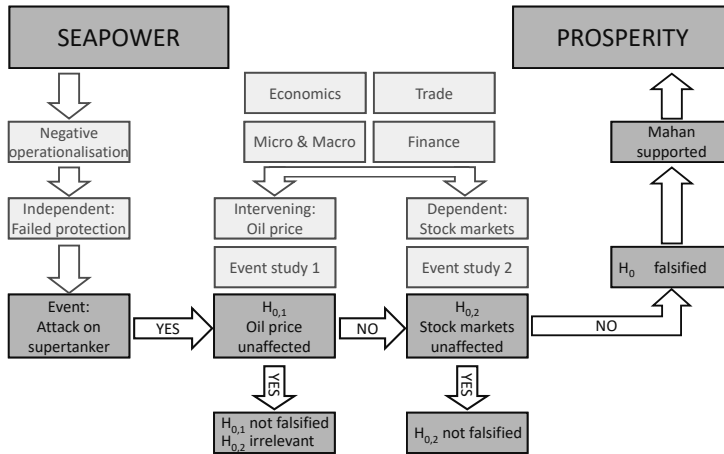 SEAPOWER
PROSPERITY
Economics
Trade
Micro & Macro
Finance
Negative
operationalisation
Mahan
supported
Independent:
Failed protection
Intervening:
Oil price
Dependent:
Stock markets
Event study 1
Event study 2
H0 falsified
Event:
Attack on
supertanker
YES
H0,1
Oil price
unaffected
NO
H0,2
Stock markets
unaffected
NO
YES
YES
H0,1 not falsified
H0,2 irrelevant
H0,2 not falsified